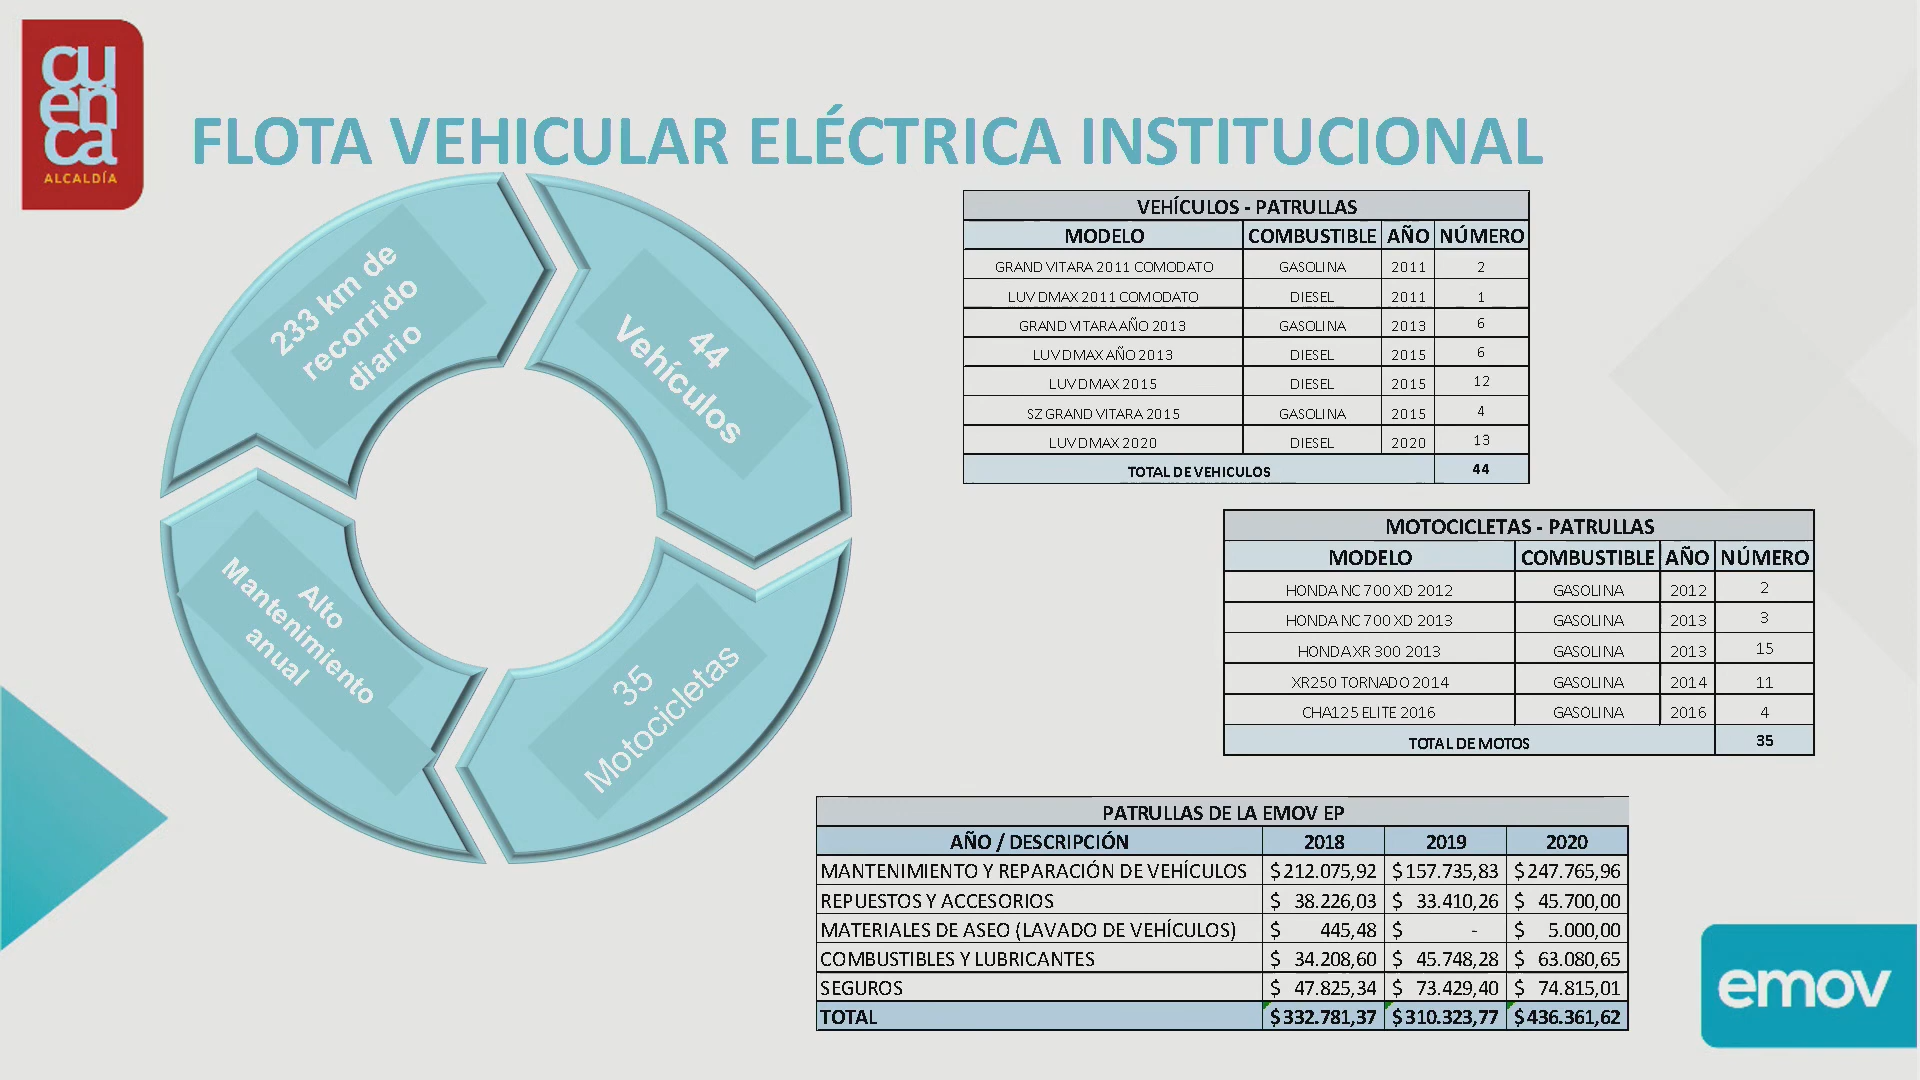 cu
en
ca
ALCALDÍA
FLOTA VEHICULAR ELÉCTRICA INSTITUCIONAL
233 km de
recorrido
diario
44
Vehículos
Alto
Mantenimiento
anual
35
Motocicletas
VEHÍCULOS - PATRULLAS
MODELO COMBUSTIBLE AÑO NÚMERO
GRAND VITARA 2011 COMODATO GASOLINA 2011 2
LUV DMAX 2011 COMODATO DIESEL 2011 1
GRAND VITARA AÑO 2013 GASOLINA 2013 6
LUV DMAX AÑO 2013 DIESEL 2015 6
LUV DMAX 2015 DIESEL 2015 12
SZ GRAND VITARA 2015 GASOLINA 2015 4
LUV DMAX 2020 DIESEL 2020 13
TOTAL DE VEHICULOS 44
MOTOCICLETAS - PATRULLAS
MODELO COMBUSTIBLE AÑO NÚMERO
HONDA NC 700 XD 2012 GASOLINA 2012 2
HONDA NC 700 XD 2013 GASOLINA 2013 3
HONDA XR 300 2013 GASOLINA 2013 15
XR250 TORNADO 2014 GASOLINA 2014 11
CHA125 ELITE 2016 GASOLINA 2016 4
TOTAL DE MOTOS 35
PATRULLAS DE LA EMOV EP
AÑO / DESCRIPCIÓN 2018 2019 2020
MANTENIMIENTO Y REPARACIÓN DE VEHÍCULOS $ 212.075,92 $ 157.735,83 $ 247.765,96
REPUESTOS Y ACCESORIOS $ 38.226,03 $ 33.410,26 $ 45.700,00
MATERIALES DE ASEO (LAVADO DE VEHÍCULOS) $ 445,48 $ - $ 5.000,00
COMBUSTIBLES Y LUBRICANTES $ 34.208,60 $ 45.748,28 $ 63.080,65
SEGUROS $ 47.825,34 $ 73.429,40 $ 74.815,01
TOTAL $ 332.781,37 $ 310.323,77 $ 436.361,62
emov